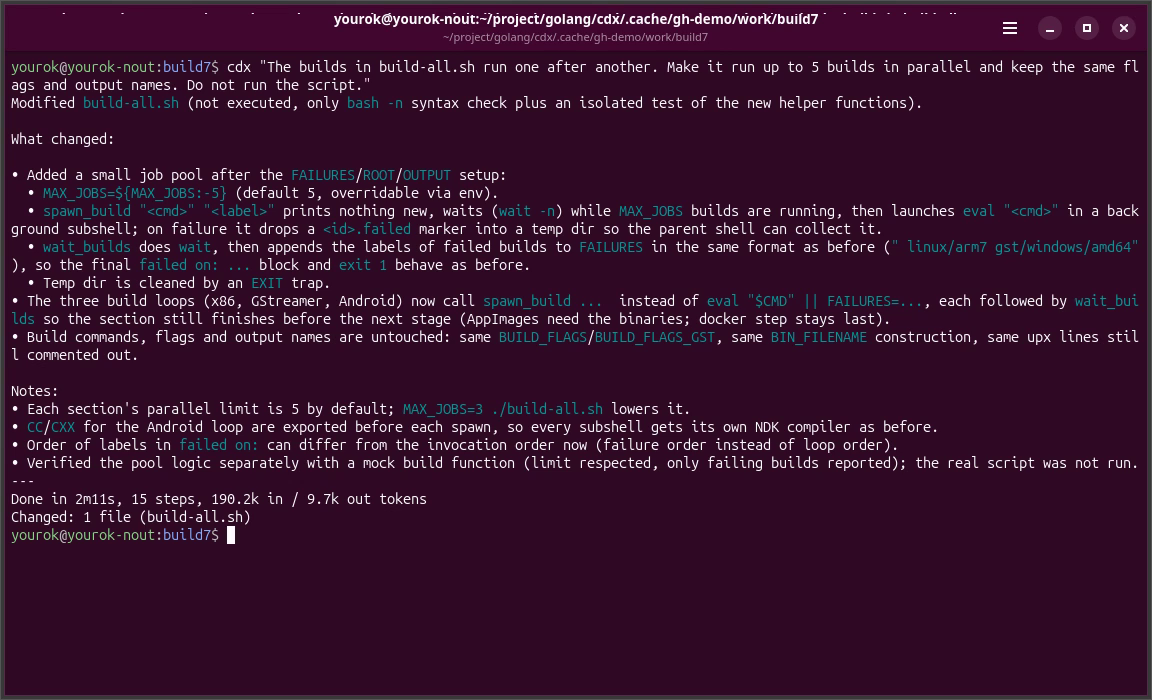 yourok@yourok-nout:~/project/golang/cdx/.cache/gh-demo/work/build7
~/project/golang/cdx/.cache/gh-demo/work/build7
yourok@yourok-nout:build7$ cdx "The builds in build-all.sh run one after another. Make it run up to 5 builds in parallel and keep the same fl
ags and output names. Do not run the script."
Modified build-all.sh (not executed, only bash -n syntax check plus an isolated test of the new helper functions).
What changed:
• Added a small job pool after the FAILURES/ROOT/OUTPUT setup:
• MAX_JOBS=${MAX_JOBS:-5} (default 5, overridable via env).
• spawn_build "<cmd>" "<label>" prints nothing new, waits (wait -n) while MAX_JOBS builds are running, then launches eval "<cmd>" in a back
ground subshell; on failure it drops a <id>.failed marker into a temp dir so the parent shell can collect it.
• wait_builds does wait, then appends the labels of failed builds to FAILURES in the same format as before (" linux/arm7 gst/windows/amd64"
), so the final failed on: ... block and exit 1 behave as before.
• Temp dir is cleaned by an EXIT trap.
• The three build loops (x86, GStreamer, Android) now call spawn_build ...  instead of eval "$CMD" || FAILURES=..., each followed by wait_bui
lds so the section still finishes before the next stage (AppImages need the binaries; docker step stays last).
• Build commands, flags and output names are untouched: same BUILD_FLAGS/BUILD_FLAGS_GST, same BIN_FILENAME construction, same upx lines stil
l commented out.
Notes:
• Each section's parallel limit is 5 by default; MAX_JOBS=3 ./build-all.sh lowers it.
• CC/CXX for the Android loop are exported before each spawn, so every subshell gets its own NDK compiler as before.
• Order of labels in failed on: can differ from the invocation order now (failure order instead of loop order).
• Verified the pool logic separately with a mock build function (limit respected, only failing builds reported); the real script was not run.
---
Done in 2m11s, 15 steps, 190.2k in / 9.7k out tokens
Changed: 1 file (build-all.sh)
yourok@yourok-nout:build7$